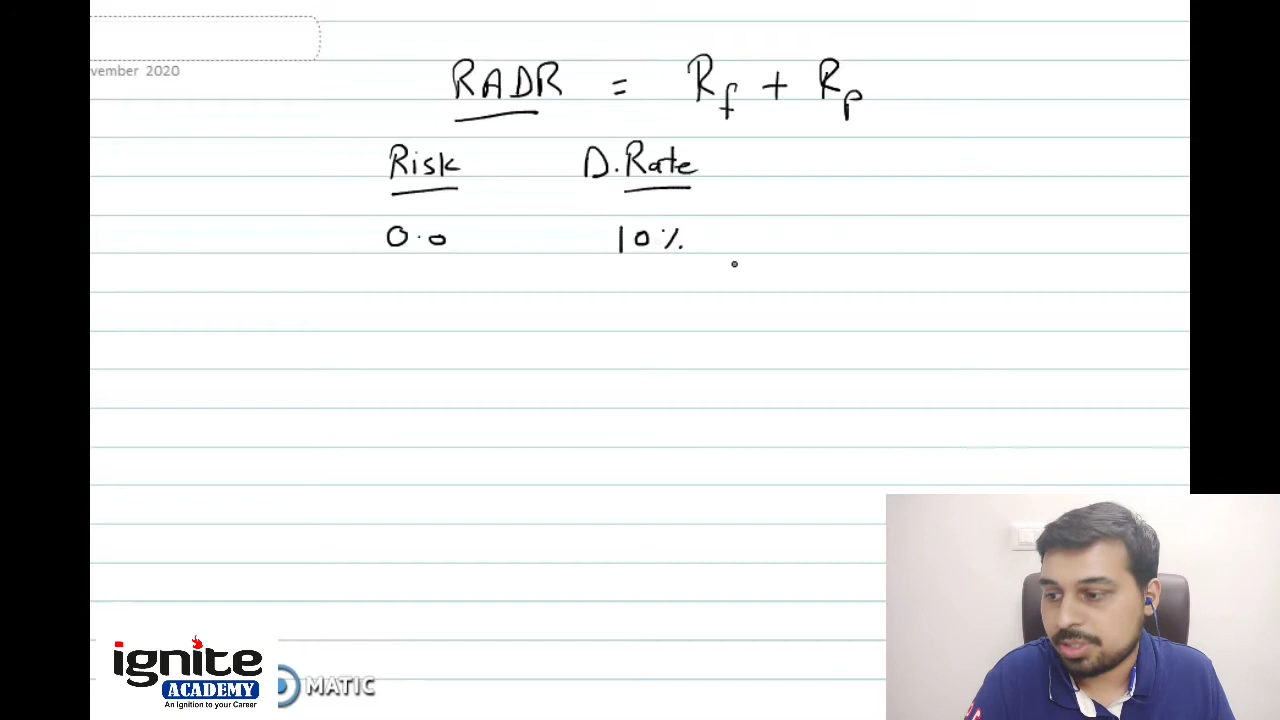 vember 2020
RADR = Rf + Rp
Risk D. Rate
0.0 10%
ignite
ACADEMY
An Ignition to your Career
MATIC